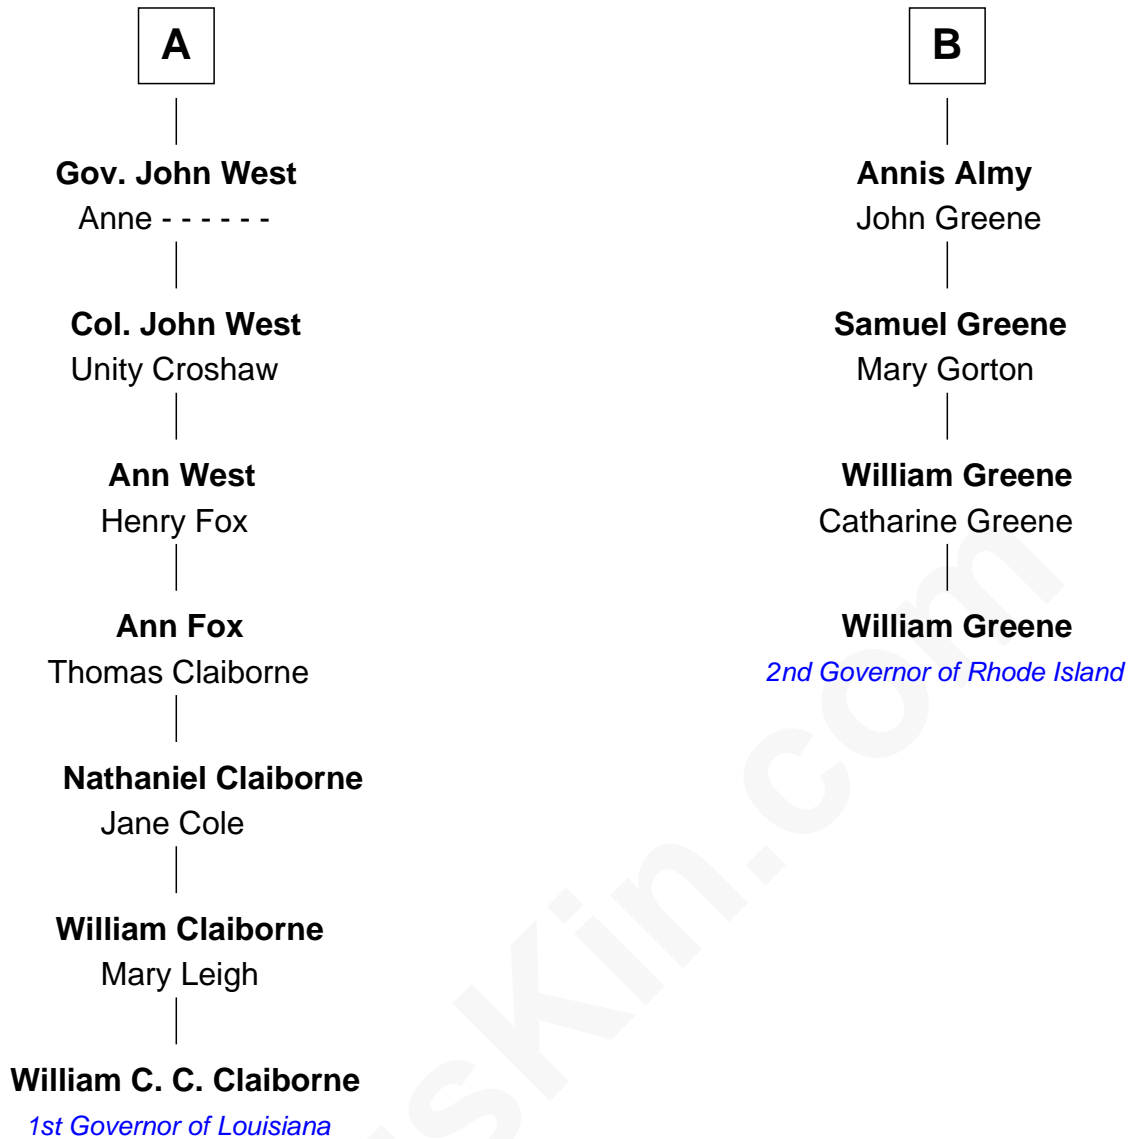 A
Gov. John West
Anne - - - - - -
Col. John West
Unity Croshaw
Ann West
Henry Fox
Ann Fox
Thomas Claiborne
Nathaniel Claiborne
Jane Cole
William Claiborne
Mary Leigh
William C. C. Claiborne
1st Governor of Louisiana
B
Annis Almy
John Greene
Samuel Greene
Mary Gorton
William Greene
Catharine Greene
William Greene
2nd Governor of Rhode Island
sKin.com